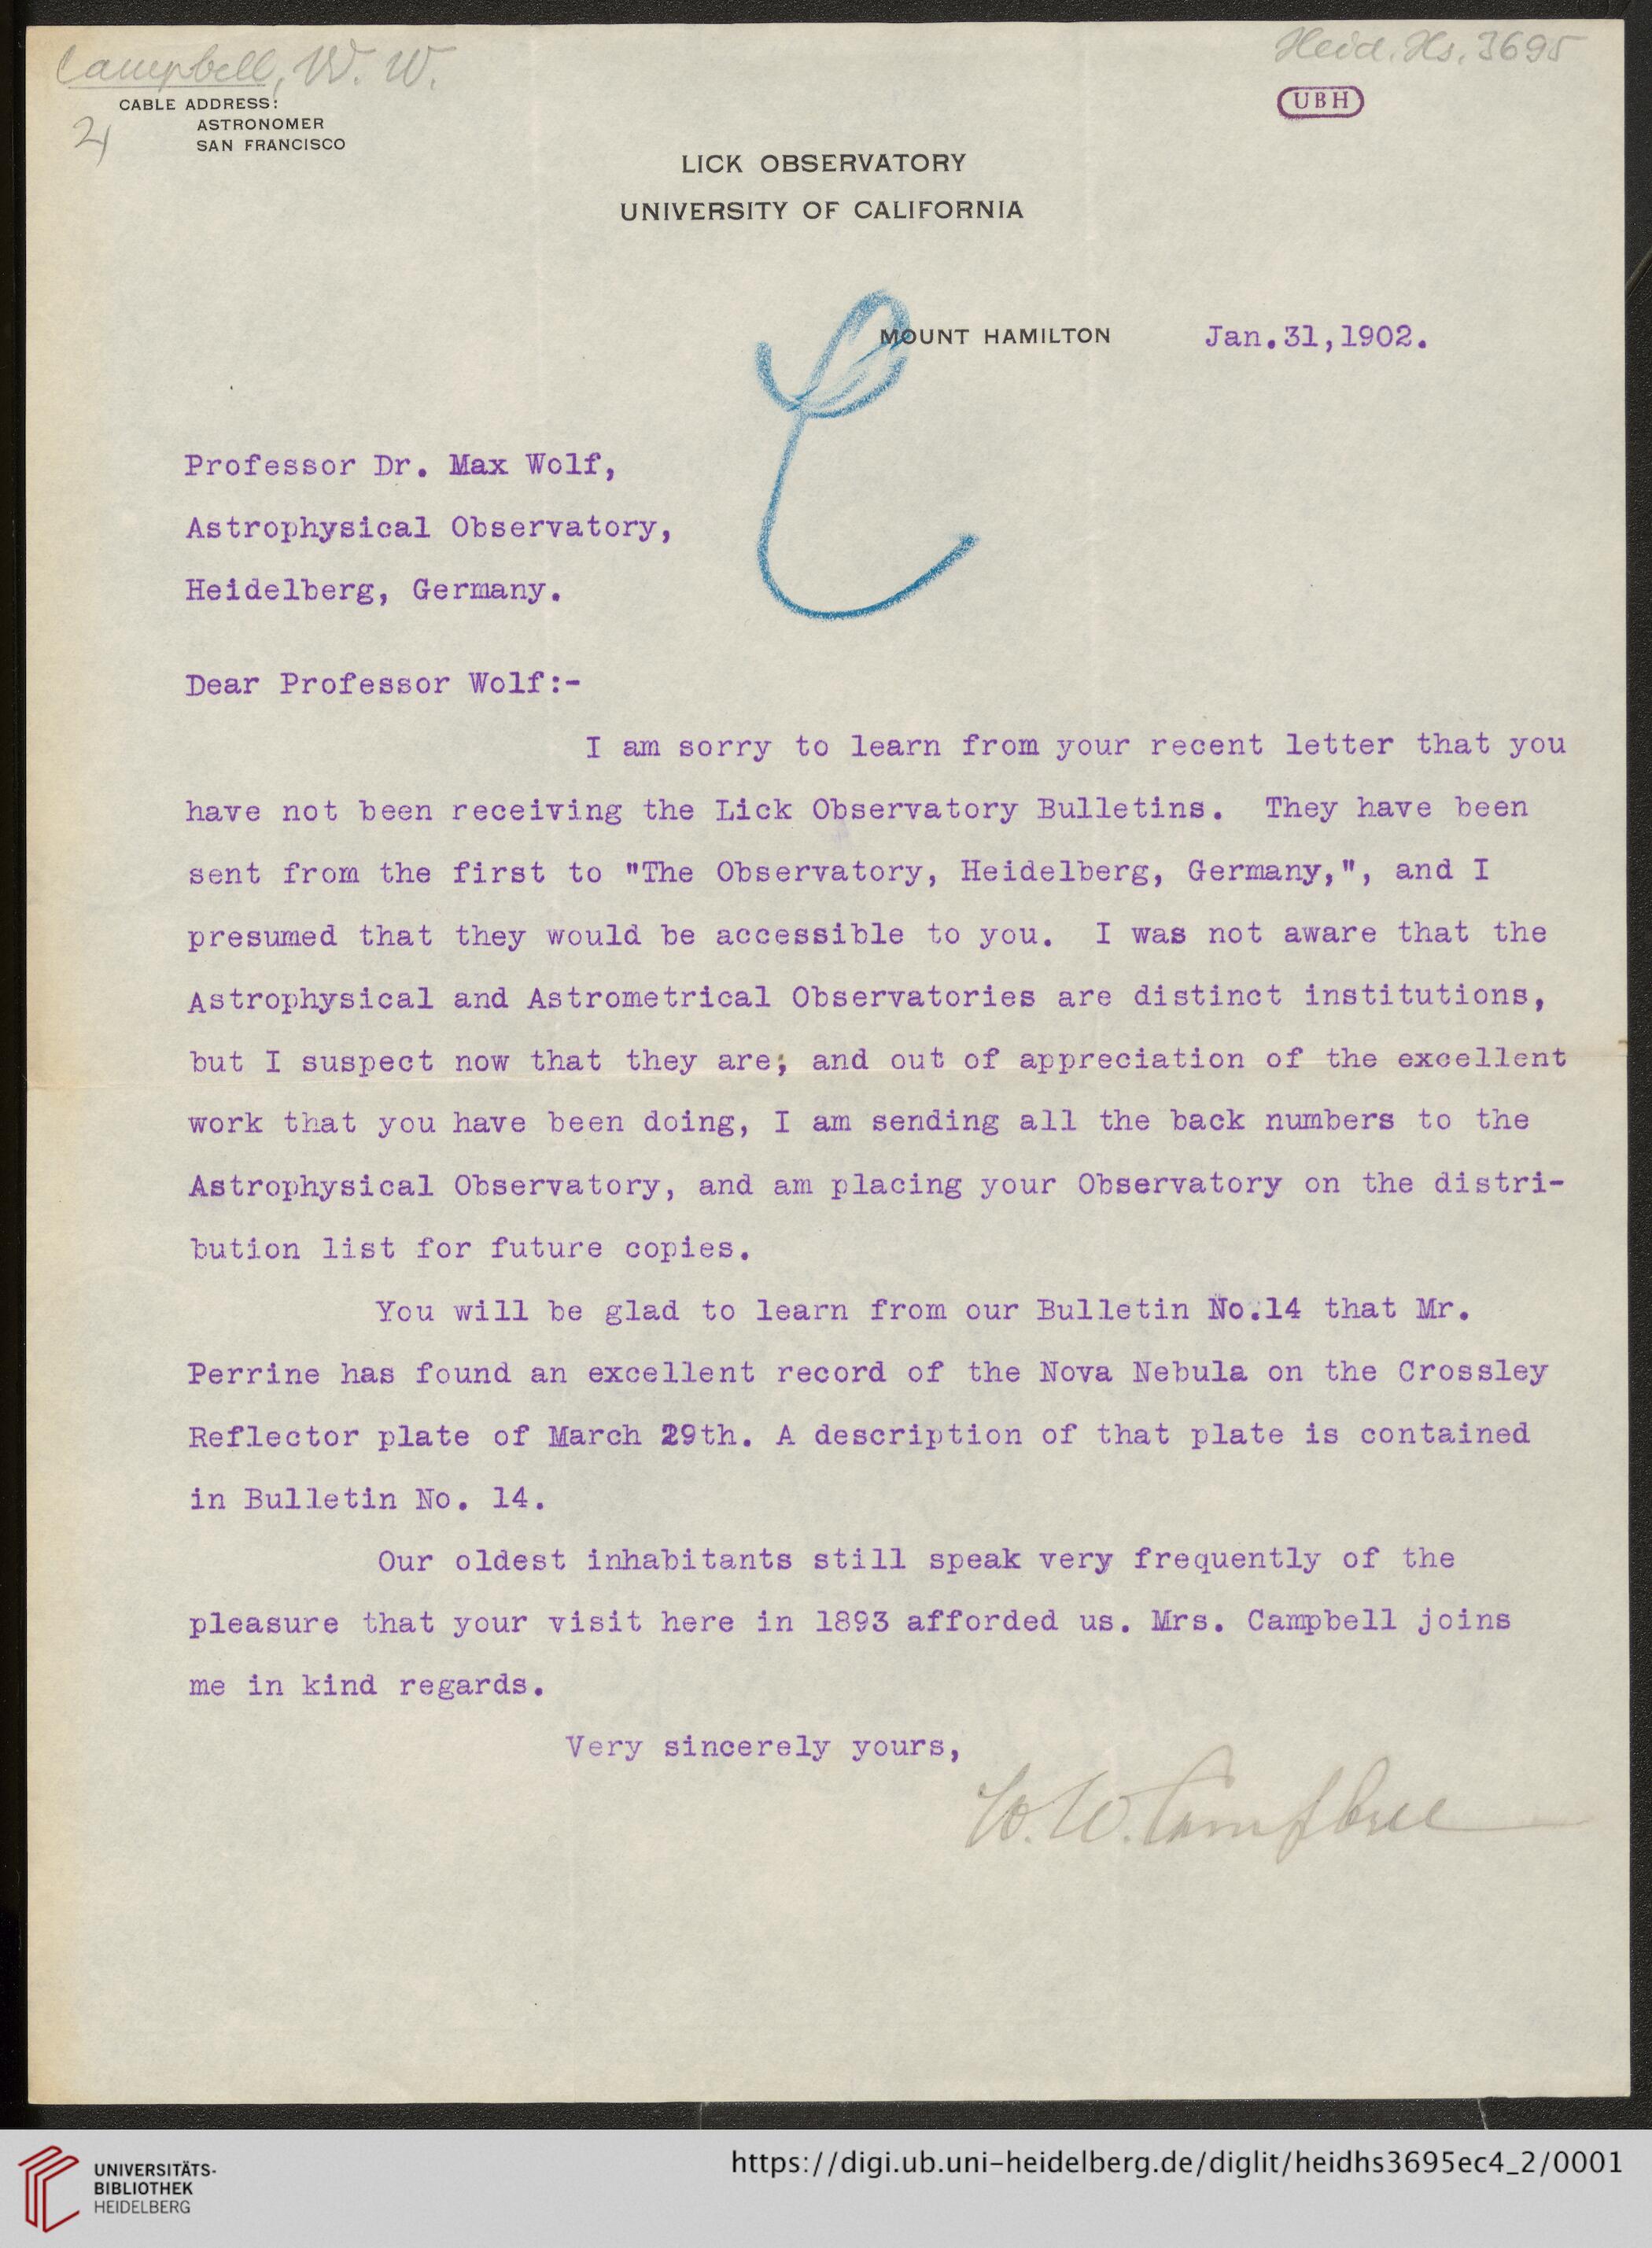 Campbell, W. W.
Heid. Hs. 3695
UBH
CABLE ADDRESS:
ASTRONOMER
SAN FRANCISCO
LICK OBSERVATORY
UNIVERSITY OF CALIFORNIA
MOUNT HAMILTON Jan.31,1902.
Professor Dr. Max Wolf,
Astrophysical Observatory,
Heidelberg, Germany.
Dear Professor Wolf:-
I am sorry to learn from your recent letter that you
have not been receiving the Lick Observatory Bulletins. They have been
sent from the first to "The Observatory, Heidelberg, Germany,", and I
presumed that they would be accessible to you. I was not aware that the
Astrophysical and Astrometrical Observatories are distinct institutions,
but I suspect now that they are; and out of appreciation of the excellent
work that you have been doing, I am sending all the back numbers to the
Astrophysical Observatory, and am placing your Observatory on the distri-
bution list for future copies.
You will be glad to learn from our Bulletin No.14 that Mr.
Perrine has found an excellent record of the Nova Nebula on the Crossley
Reflector plate of March 29th. A description of that plate is contained
in Bulletin No. 14.
Our oldest inhabitants still speak very frequently of the
pleasure that your visit here in 1893 afforded us. Mrs. Campbell joins
me in kind regards.
Very sincerely yours,
W. W. Campbell
UNIVERSITÄTS-
BIBLIOTHEK
HEIDELBERG
https://digi.ub.uni-heidelberg.de/diglit/heidhs3695ec4_2/0001